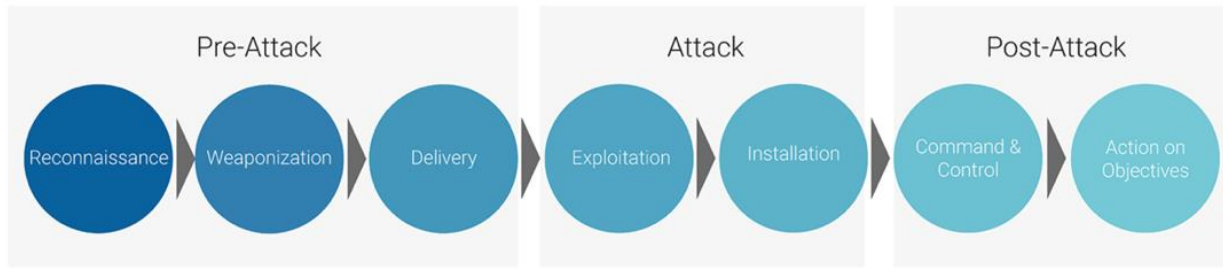 Pre-Attack
Attack
Post-Attack
Reconnaissance
Weaponization
Delivery
Exploitation
Installation
Command &
Control
Action on
Objectives